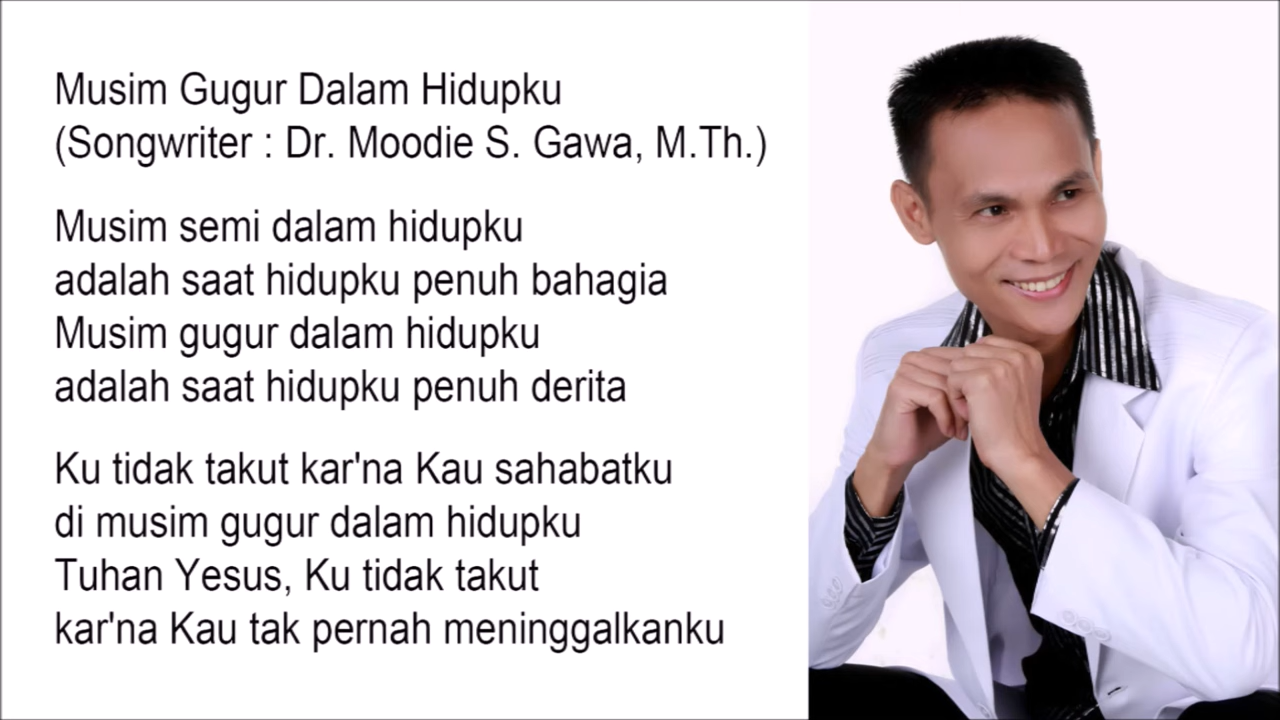 Musim Gugur Dalam Hidupku
(Songwriter : Dr. Moodie S. Gawa, M.Th.)
Musim semi dalam hidupku
adalah saat hidupku penuh bahagia
Musim gugur dalam hidupku
adalah saat hidupku penuh derita
Ku tidak takut kar'na Kau sahabatku
di musim gugur dalam hidupku
Tuhan Yesus, Ku tidak takut
kar'na Kau tak pernah meninggalkanku